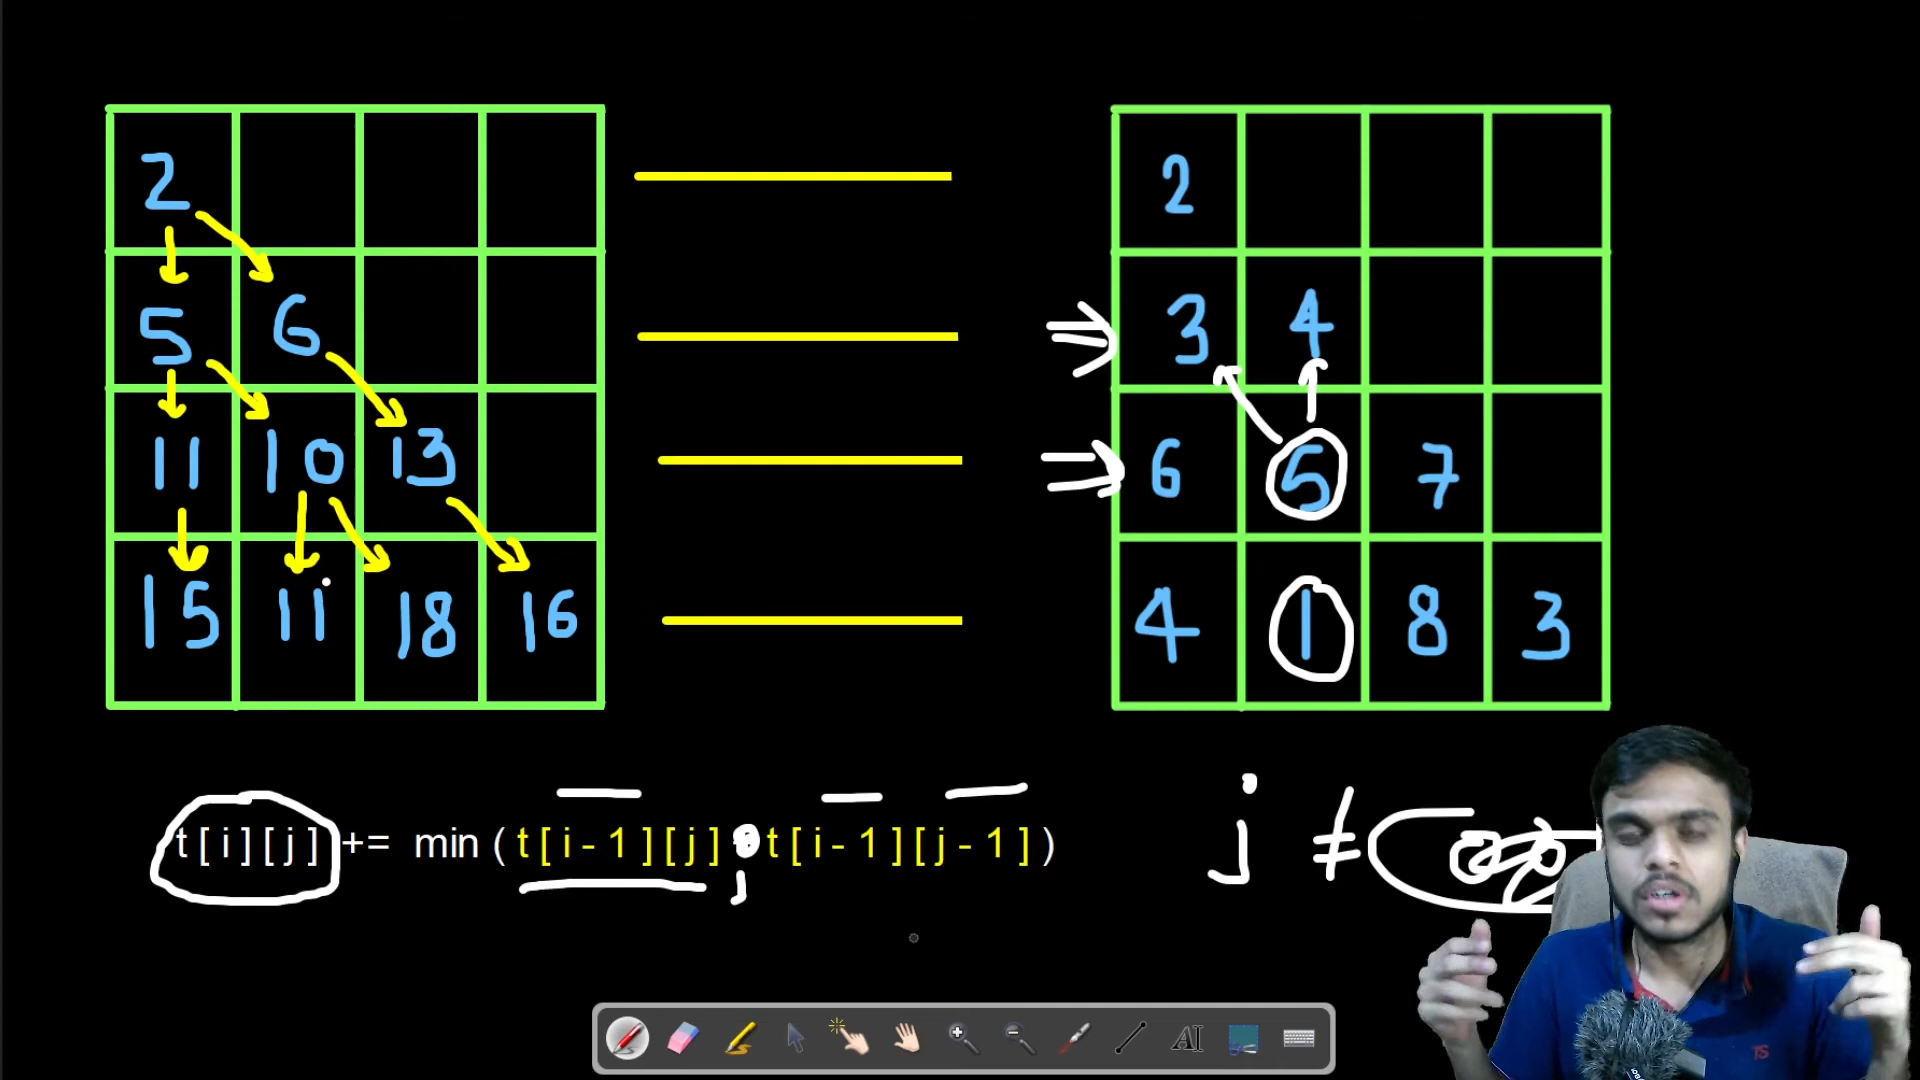 2
5 6
11 10 13
15 11 18 16
2
3 4
6 5 7
4 1 8 3
t[i][j] += min(t[i-1][j], t[i-1][j-1])
j ≠
AI
TS